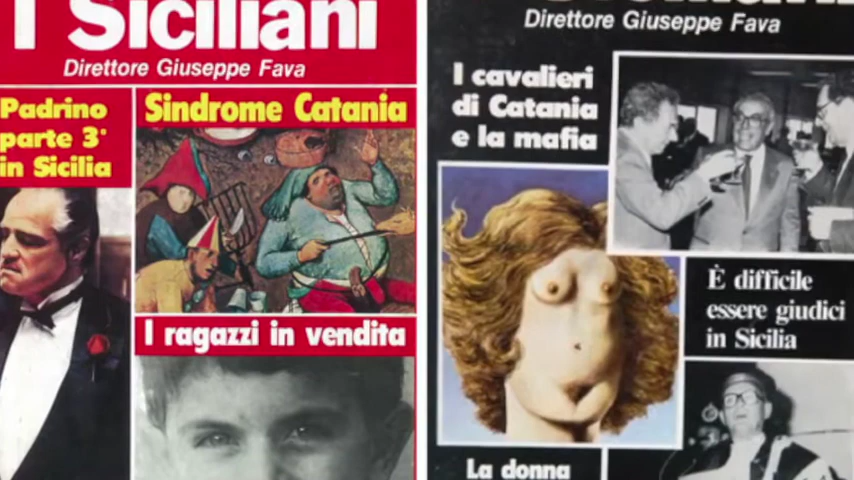 I Siciliani
Direttore Giuseppe Fava
Padrino
parte 3ª
in Sicilia
Sindrome Catania
I ragazzi in vendita
Direttore Giuseppe Fava
I cavalieri
di Catania
e la mafia
È difficile
essere giudici
in Sicilia
La donna